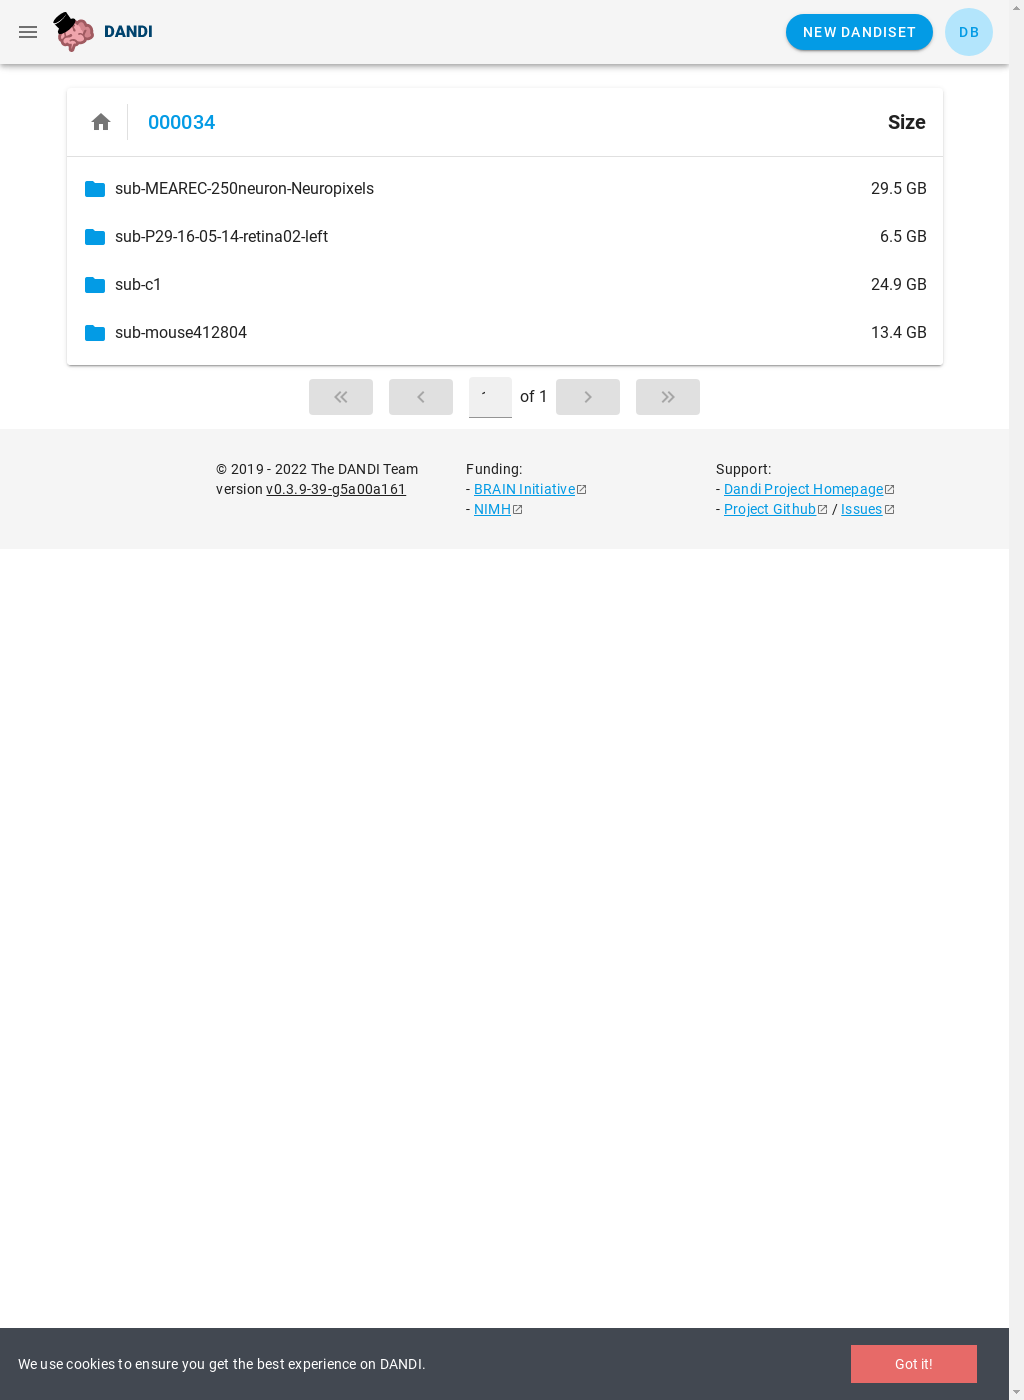 DANDI
NEW DANDISET
DB
000034
Size
sub-MEAREC-250neuron-Neuropixels 29.5 GB
sub-P29-16-05-14-retina02-left 6.5 GB
sub-c1 24.9 GB
sub-mouse412804 13.4 GB
of 1
© 2019 - 2022 The DANDI Team
version v0.3.9-39-g5a00a161
Funding:
- BRAIN Initiative
- NIMH
Support:
- Dandi Project Homepage
- Project Github / Issues
We use cookies to ensure you get the best experience on DANDI.
Got it!